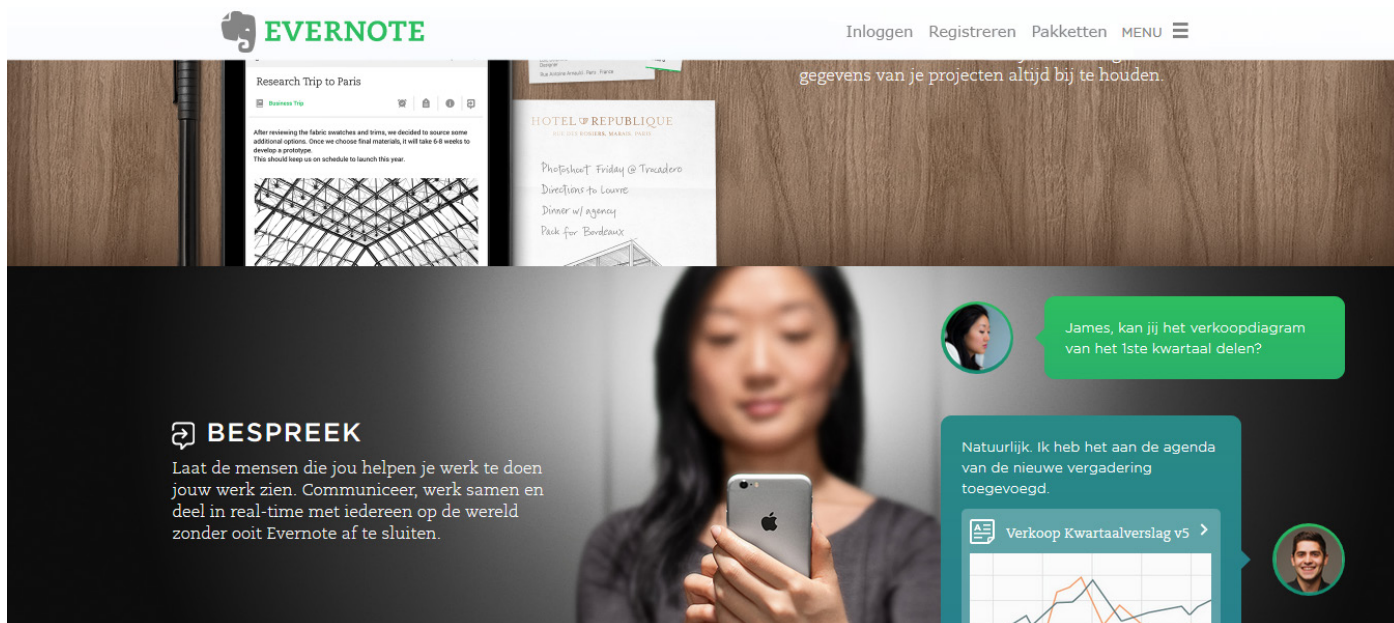 EVERNOTE
Inloggen Registreren Pakketten MENU
gegevens van je projecten altijd bij te houden.
Designer
Rue Antoine Arnauld - Paris - France
Research Trip to Paris
Business Trip
After reviewing the fabric swatches and trims, we decided to source some
additional options. Once we choose final materials, it will take 6-8 weeks to
develop a prototype.
This should keep us on schedule to launch this year.
HOTEL REPUBLIQUE
Photoshoot Friday @ Trocadero
Directions to Louvre
Dinner w/ agency
Pack for Bordeaux
BESPREEK
Laat de mensen die jou helpen je werk te doen
jouw werk zien. Communiceer, werk samen en
deel in real-time met iedereen op de wereld
zonder ooit Evernote af te sluiten.
James, kan jij het verkoopdiagram
van het 1ste kwartaal delen?
Natuurlijk. Ik heb het aan de agenda
van de nieuwe vergadering
toegevoegd.
Verkoop Kwartaalverslag v5